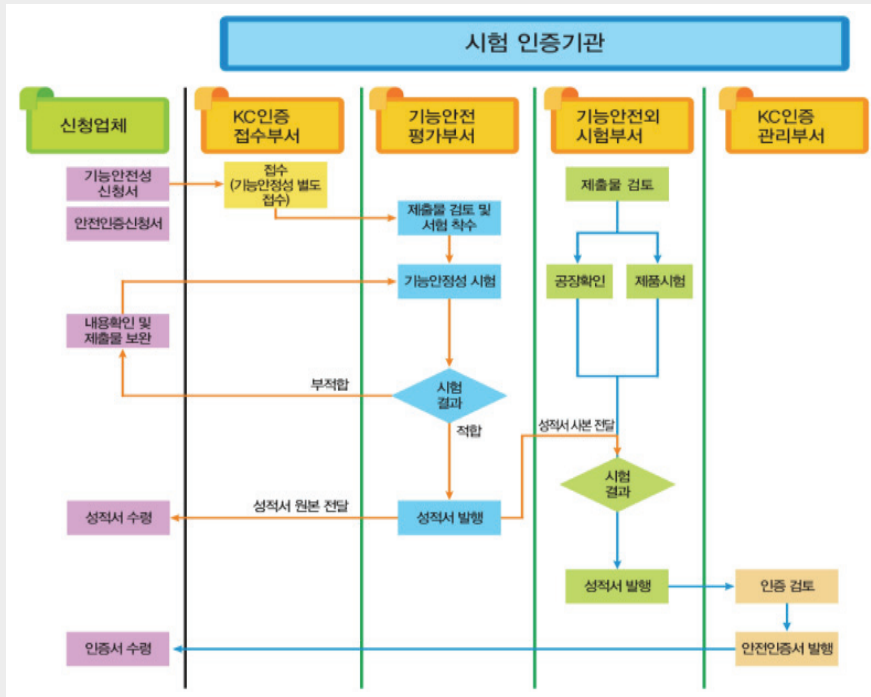 시험 인증기관
신청업체
KC인증
접수부서
기능안전
평가부서
기능안전외
시험부서
KC인증
관리부서
기능안전성
신청서
접수
(기능안정성 별도
접수)
제출물 검토
안전인증신청서
제출물 검토 및
서험 착수
기능안정성 시험
공장확인
제품시험
내용확인 및
제출물 보완
부적합
시험
결과
적합
성적서 사본 전달
시험
결과
성적서 수령
성적서 원본 전달
성적서 발행
성적서 발행
인증 검토
인증서 수령
안전인증서 발행